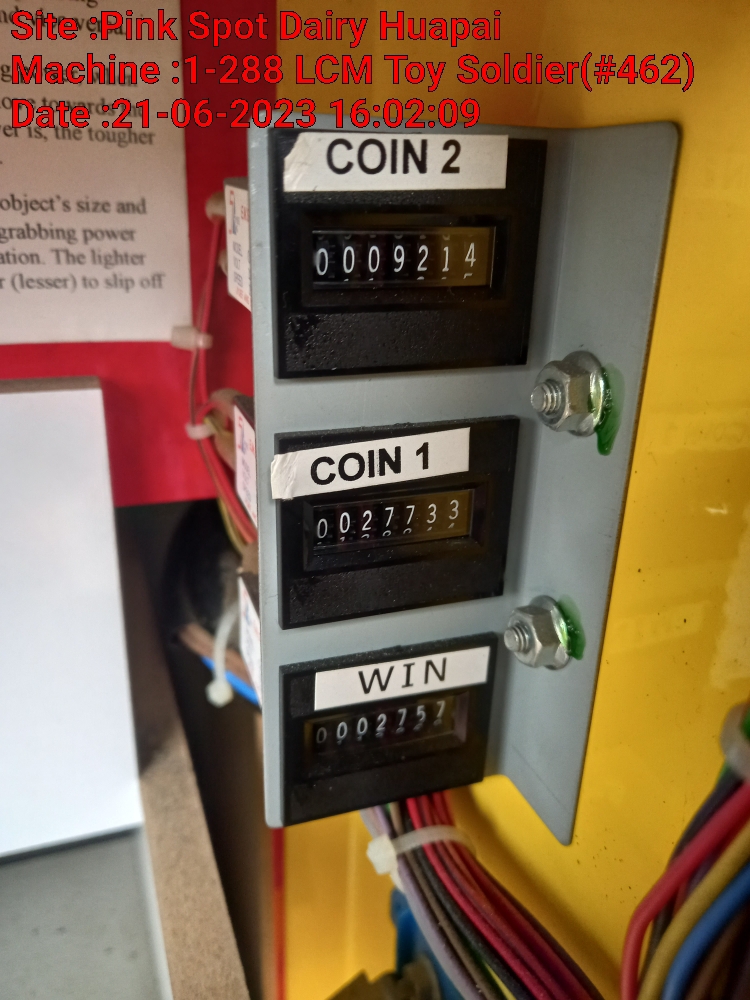 Site :Pink Spot Dairy Huapai
Machine :1-288 LCM Toy Soldier(#462)
Date :21-06-2023 16:02:09
er is, the tougher
object's size and
grabbing power
ation. The lighter
r (lesser) to slip off
COIN 2
0009214
COIN 1
0027733
WIN
0002757